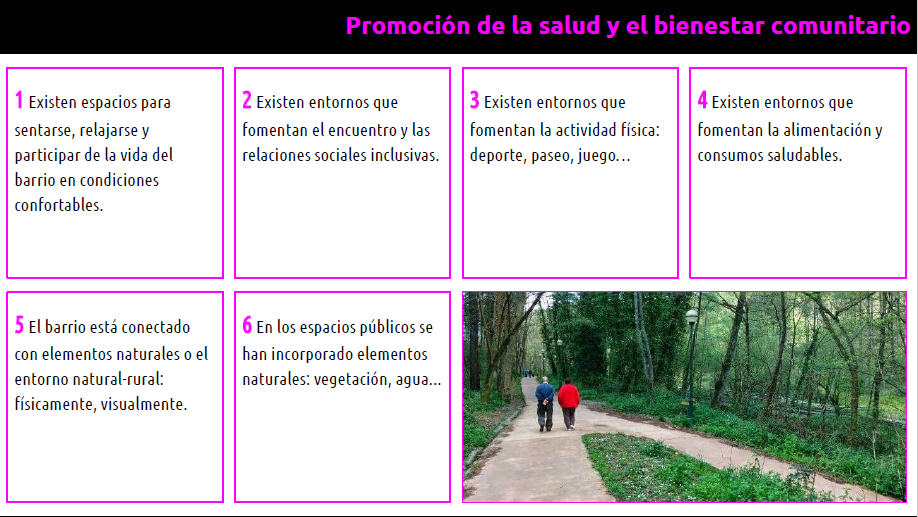 Promoción de la salud y el bienestar comunitario
1 Existen espacios para
sentarse, relajarse y
participar de la vida del
barrio en condiciones
confortables.
2 Existen entornos que
fomentan el encuentro y las
relaciones sociales inclusivas.
3 Existen entornos que
fomentan la actividad física:
deporte, paseo, juego...
4 Existen entornos que
fomentan la alimentación y
consumos saludables.
5 El barrio está conectado
con elementos naturales o el
entorno natural-rural:
físicamente, visualmente.
6 En los espacios públicos se
han incorporado elementos
naturales: vegetación, agua...